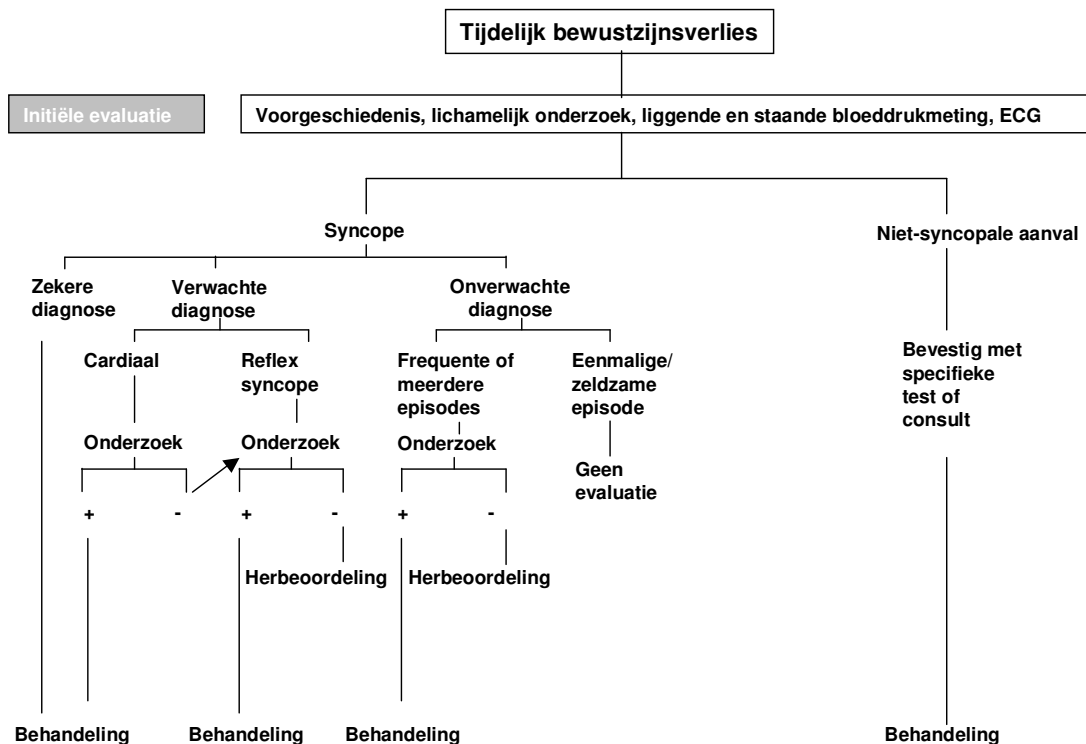 Tijdelijk bewustzijnsverlies
Initiële evaluatie
Voorgeschiedenis, lichamelijk onderzoek, liggende en staande bloeddrukmeting, ECG
Syncope
Niet-syncopale aanval
Zekere
diagnose
Verwachte
diagnose
Onverwachte
diagnose
Cardiaal
Reflex
syncope
Frequente of
meerdere
episodes
Eenmalige/
zeldzame
episode
Bevestig met
specifieke
test of
consult
Onderzoek
Onderzoek
Onderzoek
Geen
evaluatie
+
-
+
-
+
-
Herbeoordeling
Herbeoordeling
Behandeling
Behandeling
Behandeling
Behandeling